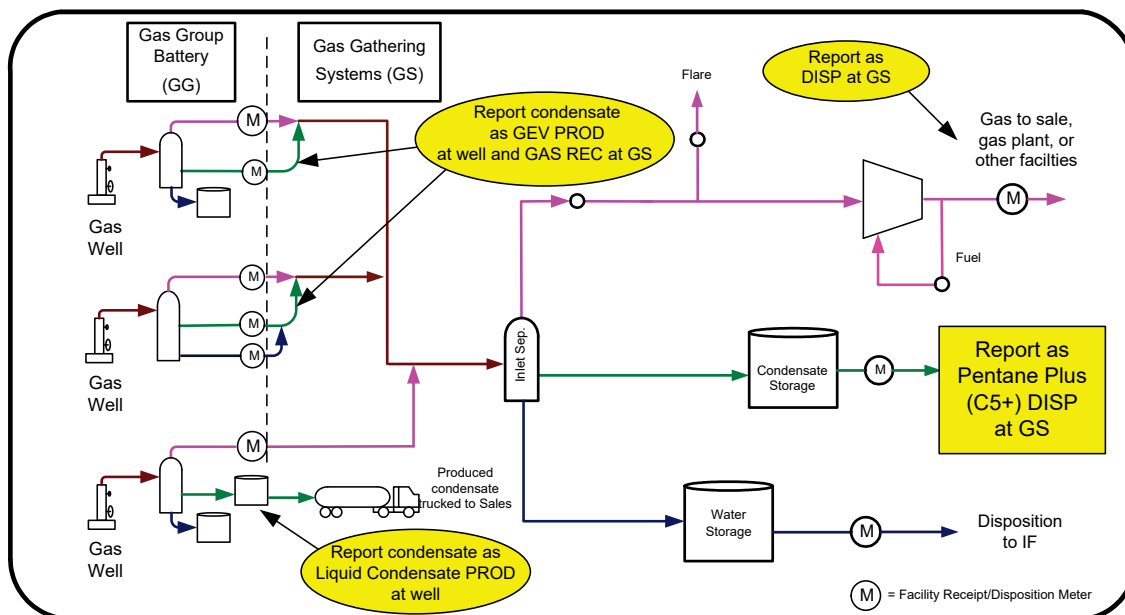 Gas Group
Battery
(GG)
Gas Gathering
Systems (GS)
Report condensate
as GEV PROD
at well and GAS REC at GS
Flare
Report as
DISP at GS
Gas to sale,
gas plant, or
other facilties
M
M
Gas
Well
M
Fuel
M
M
M
Gas
Well
Inlet Sep.
Condensate
Storage
M
Report as
Pentane Plus
(C5+) DISP
at GS
M
Gas
Well
Produced
condensate
trucked to Sales
Report condensate as
Liquid Condensate PROD
at well
Water
Storage
M
Disposition
to IF
M = Facility Receipt/Disposition Meter